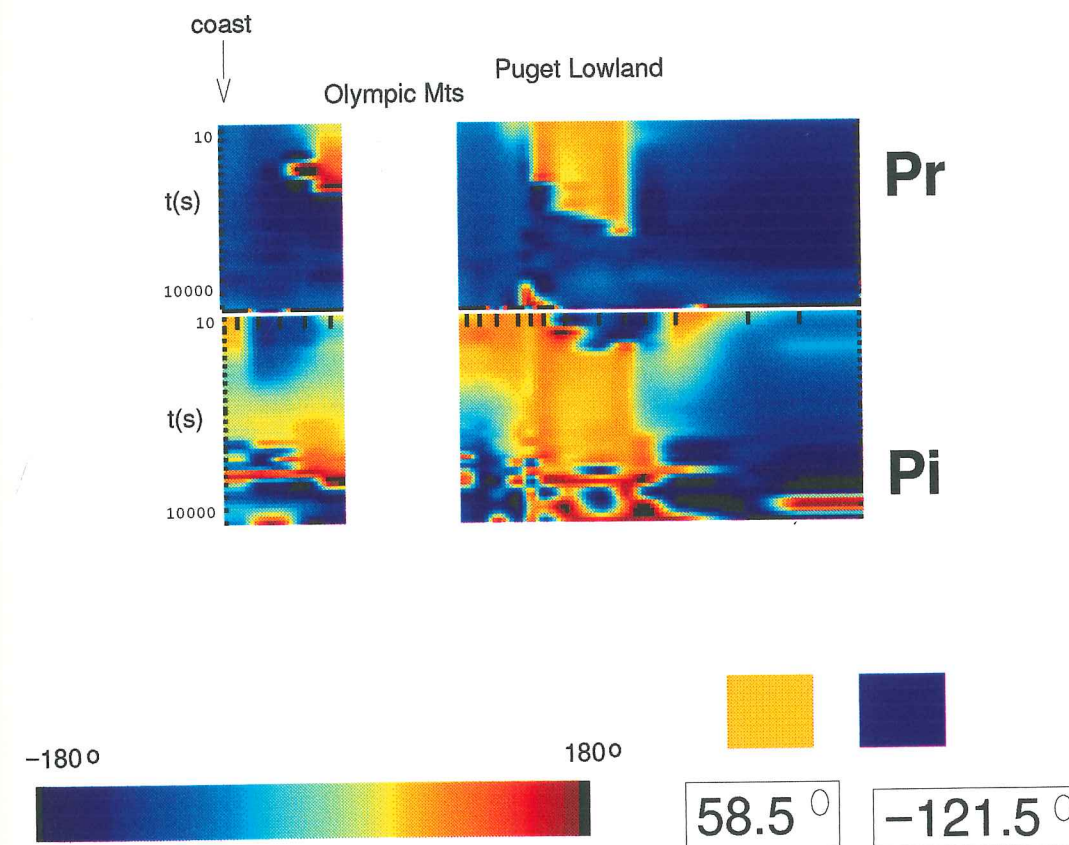 coast
Puget Lowland
Olympic Mts
10
t(s)
10000
Pr
10
t(s)
10000
Pi
−180°
180°
58.5°
−121.5°